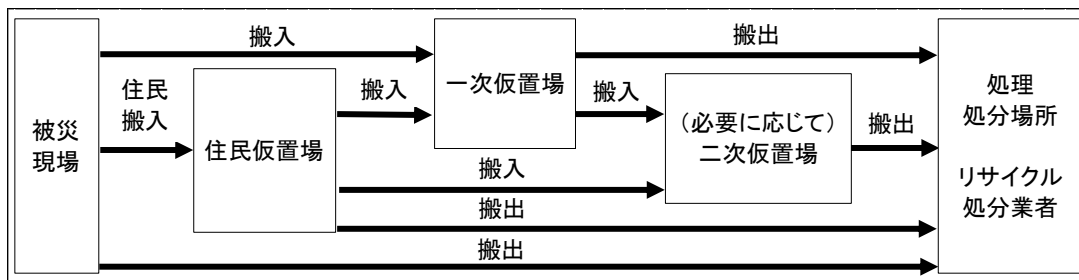 被災
現場
搬入
住民
搬入
住民仮置場
搬入
一次仮置場
搬出
搬入
（必要に応じて）
二次仮置場
搬出
搬入
搬出
搬出
処理
処分場所
リサイクル
処分業者